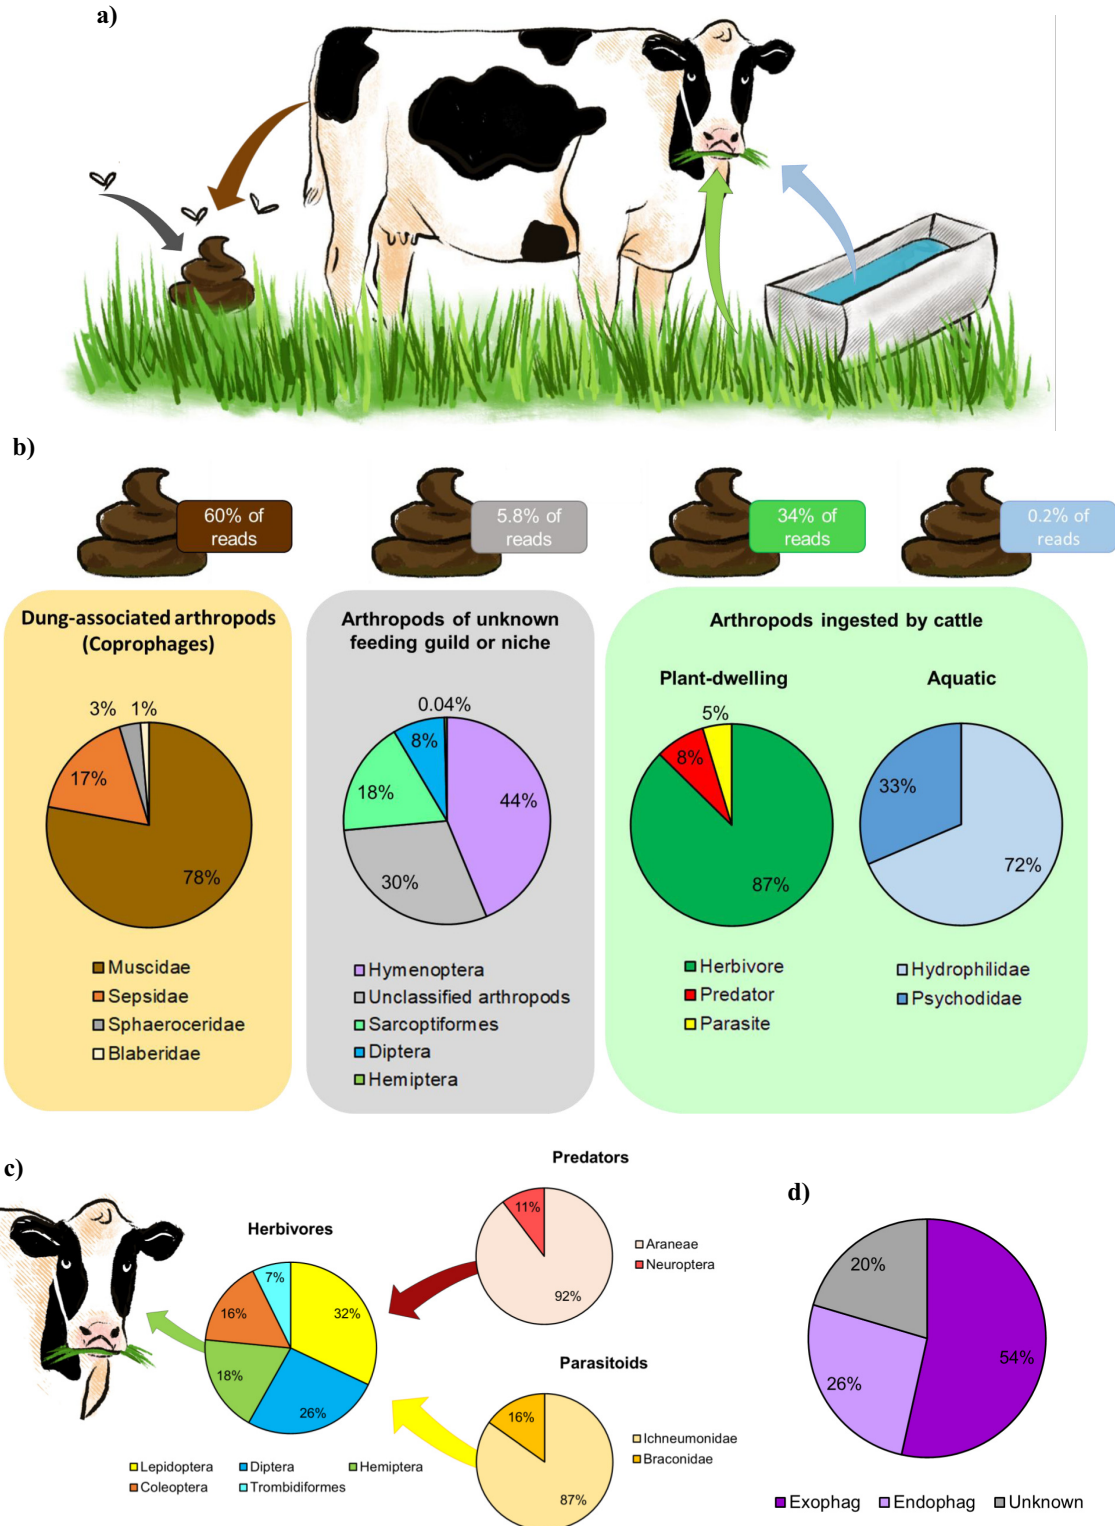 a)
b)
60% of
reads
5.8% of
reads
34% of
reads
0.2% of
reads
Dung-associated arthropods
(Coprophages)
3%
1%
17%
78%
Muscidae
Sepsidae
Sphaeroceridae
Blaberidae
Arthropods of unknown
feeding guild or niche
0.04%
8%
18%
44%
30%
Hymenoptera
Unclassified arthropods
Sarcoptiformes
Diptera
Hemiptera
Arthropods ingested by cattle
Plant-dwelling
5%
8%
87%
Herbivore
Predator
Parasite
Aquatic
33%
72%
Hydrophilidae
Psychodidae
c)
Herbivores
7%
16%
32%
18%
26%
Lepidoptera
Diptera
Hemiptera
Coleoptera
Trombidiformes
Predators
11%
92%
Araneae
Neuroptera
Parasitoids
16%
87%
Ichneumonidae
Braconidae
d)
20%
54%
26%
Exophag
Endophag
Unknown